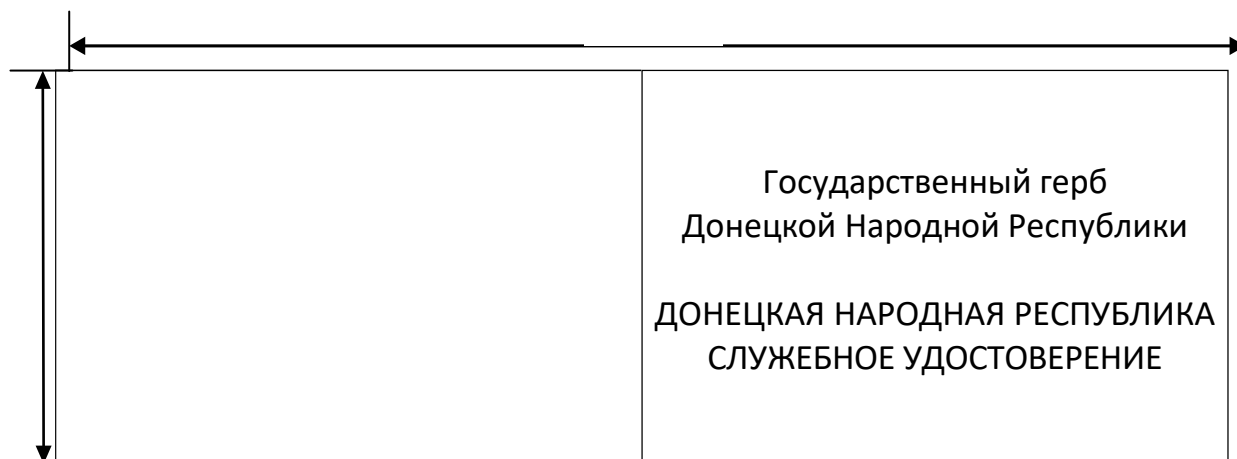 Государственный герб
Донецкой Народной Республики
ДОНЕЦКАЯ НАРОДНАЯ РЕСПУБЛИКА
СЛУЖЕБНОЕ УДОСТОВЕРЕНИЕ